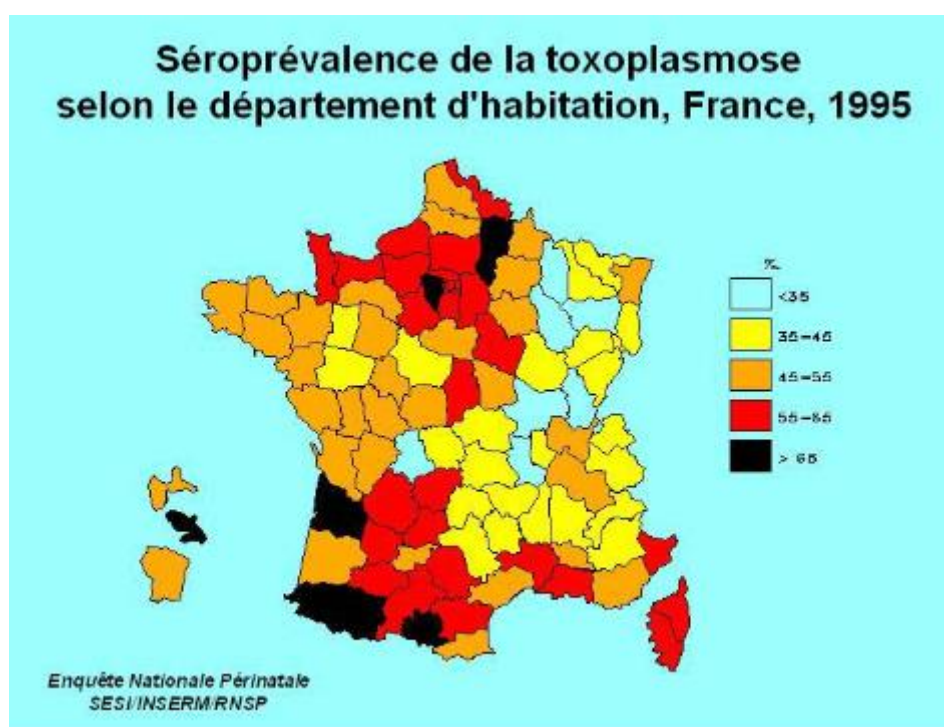 Séroprévalence de la toxoplasmose
selon le département d'habitation, France, 1995
%
<35
35-45
45-55
55-65
> 65
Enquête Nationale Périnatale
SESI/INSERM/RNSP